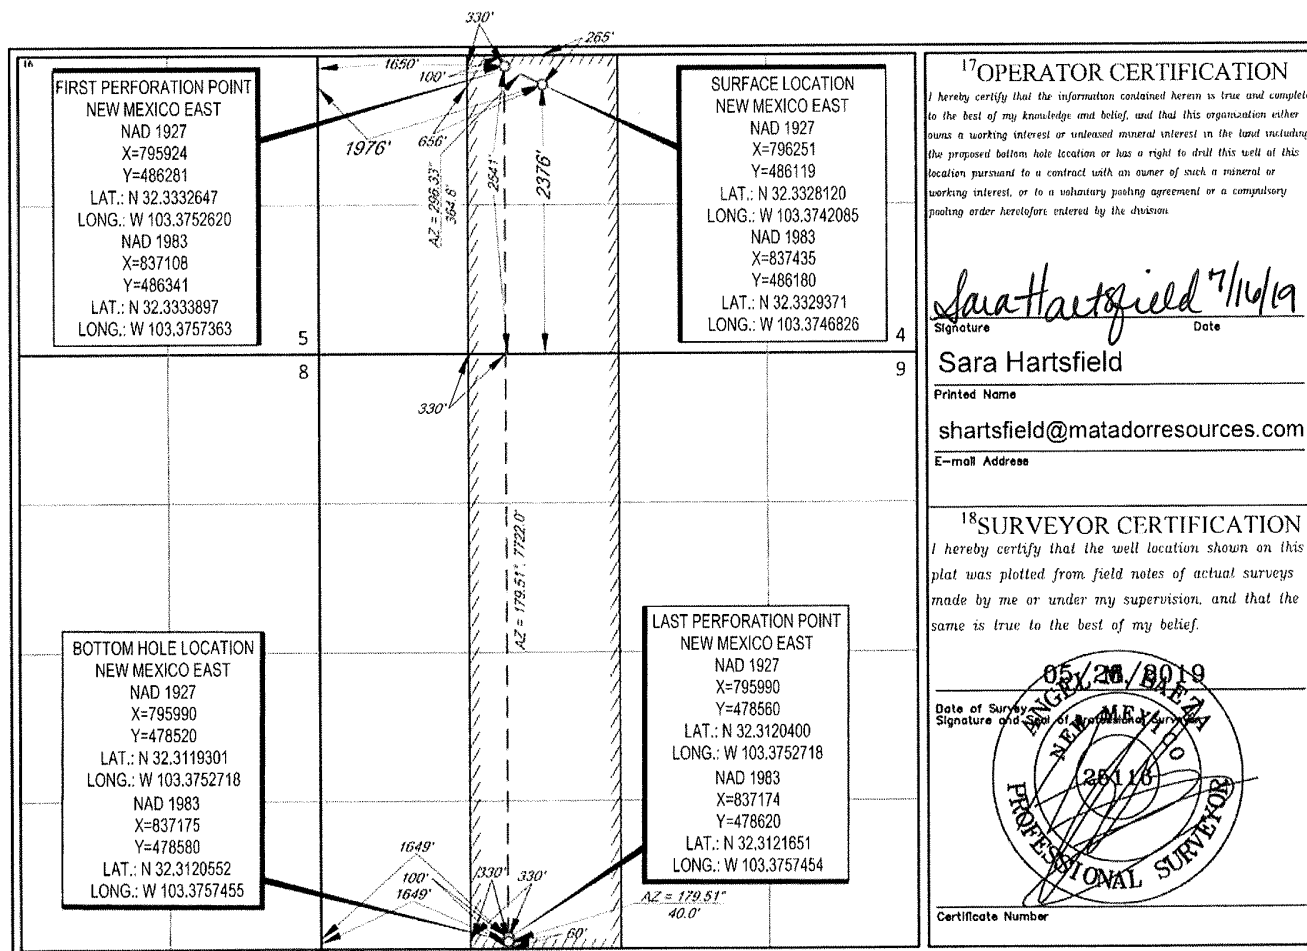 330'
265'
16
1650'
100'
656'
1976'
AZ = 296.33°
364.6'
2541'
2376'
FIRST PERFORATION POINT
NEW MEXICO EAST
NAD 1927
X=795924
Y=486281
LAT.: N 32.3332647
LONG.: W 103.3752620
NAD 1983
X=837108
Y=486341
LAT.: N 32.3333897
LONG.: W 103.3757363
SURFACE LOCATION
NEW MEXICO EAST
NAD 1927
X=796251
Y=486119
LAT.: N 32.3328120
LONG.: W 103.3742085
NAD 1983
X=837435
Y=486180
LAT.: N 32.3329371
LONG.: W 103.3746826
5
4
8
9
330'
AZ = 179.51°, 7722.0'
BOTTOM HOLE LOCATION
NEW MEXICO EAST
NAD 1927
X=795990
Y=478520
LAT.: N 32.3119301
LONG.: W 103.3752718
NAD 1983
X=837175
Y=478580
LAT.: N 32.3120552
LONG.: W 103.3757455
LAST PERFORATION POINT
NEW MEXICO EAST
NAD 1927
X=795990
Y=478560
LAT.: N 32.3120400
LONG.: W 103.3752718
NAD 1983
X=837174
Y=478620
LAT.: N 32.3121651
LONG.: W 103.3757454
1649'
100'
1649'
330'
330'
60'
AZ = 179.51°
40.0'
17OPERATOR CERTIFICATION
I hereby certify that the information contained herein is true and complete
to the best of my knowledge and belief, and that this organization either
owns a working interest or unleased mineral interest in the land including
the proposed bottom hole location or has a right to drill this well at this
location pursuant to a contract with an owner of such a mineral or
working interest, or to a voluntary pooling agreement or a compulsory
pooling order heretofore entered by the division
Sara Hartsfield 7/16/19
Signature Date
Sara Hartsfield
Printed Name
shartsfield@matadorresources.com
E-mail Address
18SURVEYOR CERTIFICATION
I hereby certify that the well location shown on this
plat was plotted from field notes of actual surveys
made by me or under my supervision, and that the
same is true to the best of my belief.
2019
Date of Survey
Signature and Seal of Professional Surveyor
ANGEL M. BAEZA
NEW MEXICO
25116
PROFESSIONAL SURVEYOR
Certificate Number